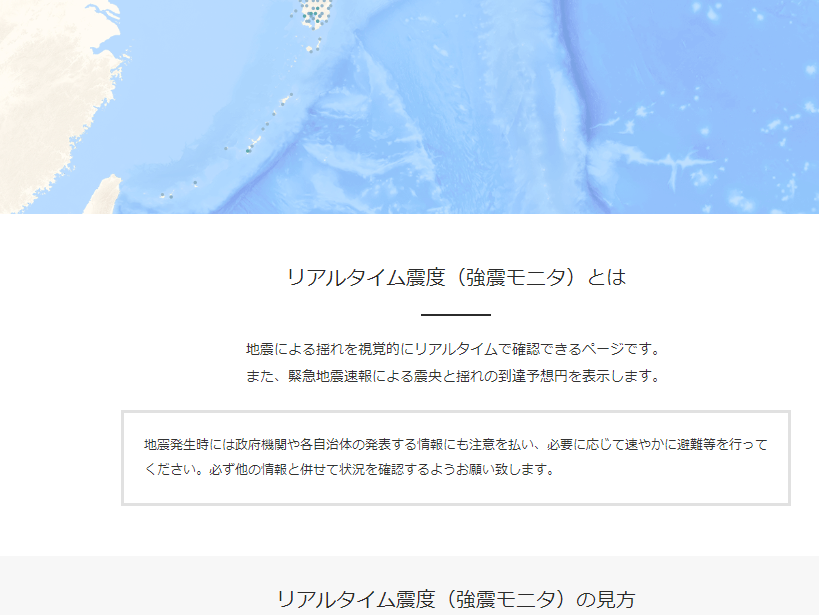 リアルタイム震度（強震モニタ）とは
地震による揺れを視覚的にリアルタイムで確認できるページです。
また、緊急地震速報による震央と揺れの到達予想円を表示します。
地震発生時には政府機関や各自治体の発表する情報にも注意を払い、必要に応じて速やかに避難等を行って
ください。必ず他の情報と併せて状況を確認するようお願い致します。
リアルタイム震度（強震モニタ）の見方